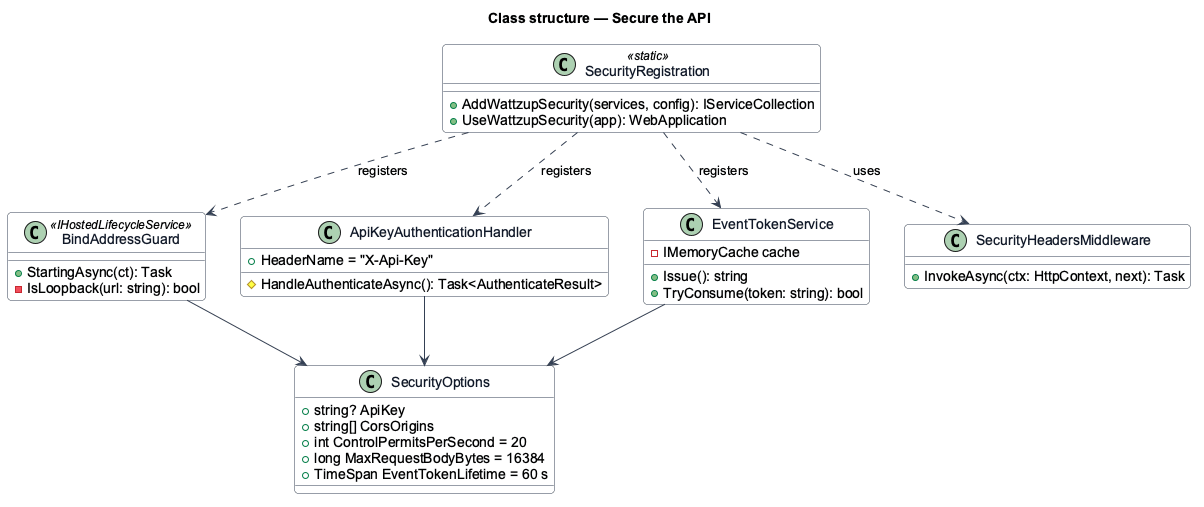 Class structure — Secure the API
C
«static»
SecurityRegistration
AddWattzupSecurity(services, config): IServiceCollection
UseWattzupSecurity(app): WebApplication
registers
registers
registers
uses
C
«IHostedLifecycleService»
BindAddressGuard
StartingAsync(ct): Task
IsLoopback(url: string): bool
C
ApiKeyAuthenticationHandler
HeaderName = "X-Api-Key"
HandleAuthenticateAsync(): Task<AuthenticateResult>
C
EventTokenService
IMemoryCache cache
Issue(): string
TryConsume(token: string): bool
C
SecurityHeadersMiddleware
InvokeAsync(ctx: HttpContext, next): Task
C
SecurityOptions
string? ApiKey
string[] CorsOrigins
int ControlPermitsPerSecond = 20
long MaxRequestBodyBytes = 16384
TimeSpan EventTokenLifetime = 60 s